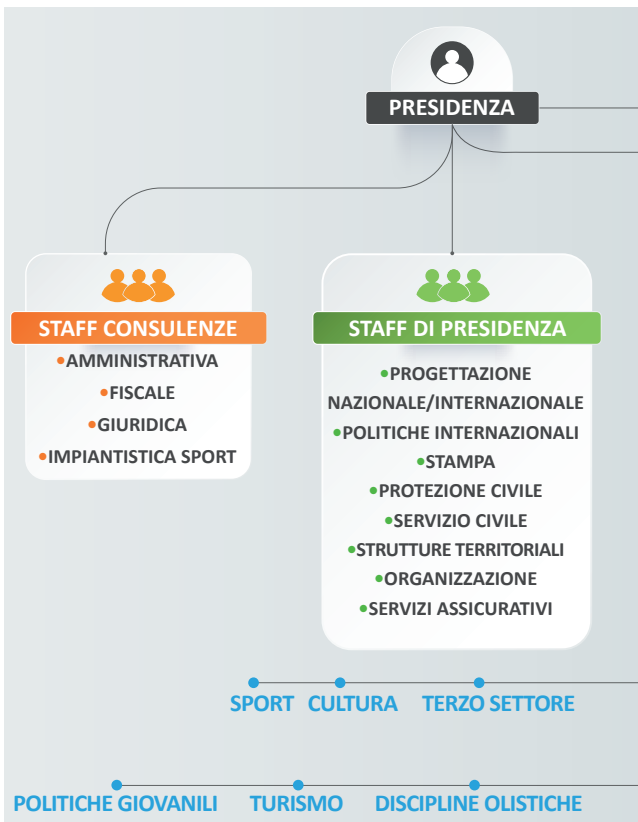 PRESIDENZA
STAFF CONSULENZE
•AMMINISTRATIVA
•FISCALE
•GIURIDICA
•IMPIANTISTICA SPORT
STAFF DI PRESIDENZA
•PROGETTAZIONE
NAZIONALE/INTERNAZIONALE
•POLITICHE INTERNAZIONALI
•STAMPA
•PROTEZIONE CIVILE
•SERVIZIO CIVILE
•STRUTTURE TERRITORIALI
•ORGANIZZAZIONE
•SERVIZI ASSICURATIVI
SPORT CULTURA TERZO SETTORE
POLITICHE GIOVANILI TURISMO DISCIPLINE OLISTICHE